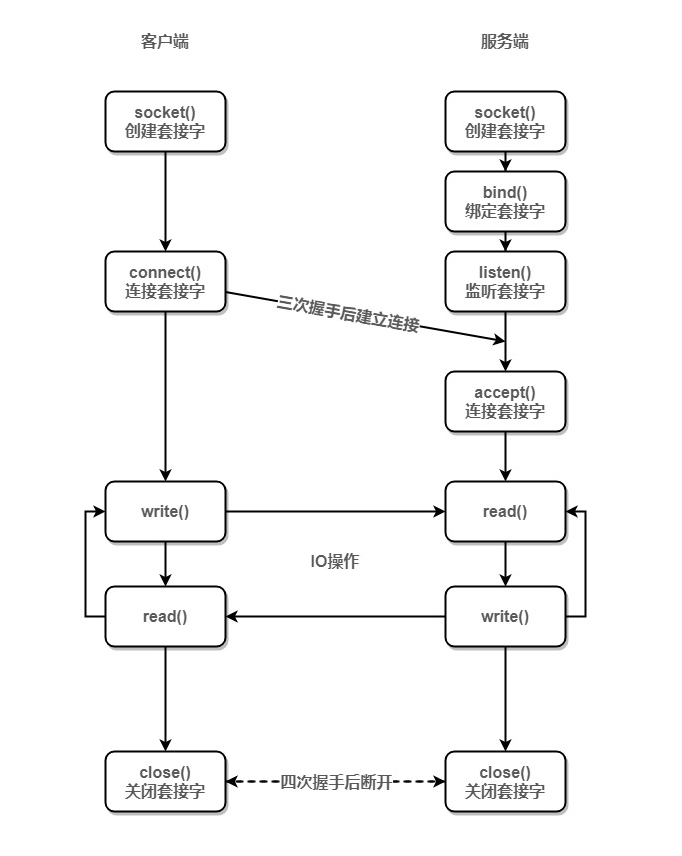 客户端
服务端
socket()
创建套接字
socket()
创建套接字
bind()
绑定套接字
connect()
连接套接字
listen()
监听套接字
三次握手后建立连接
accept()
连接套接字
write()
read()
IO操作
read()
write()
close()
关闭套接字
四次握手后断开
close()
关闭套接字